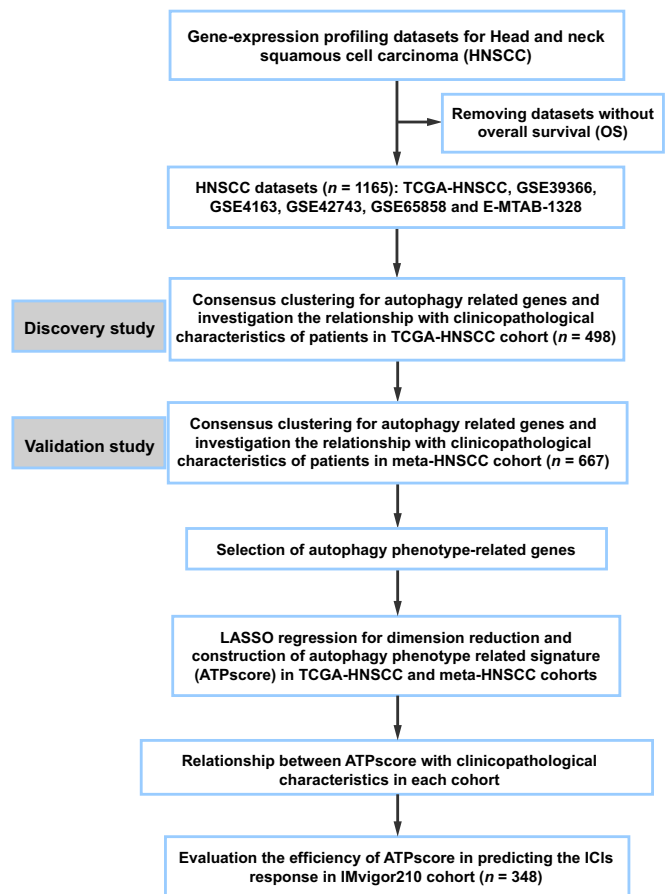 Gene-expression profiling datasets for Head and neck
squamous cell carcinoma (HNSCC)
Removing datasets without
overall survival (OS)
HNSCC datasets (n = 1165): TCGA-HNSCC, GSE39366,
GSE4163, GSE42743, GSE65858 and E-MTAB-1328
Discovery study
Consensus clustering for autophagy related genes and
investigation the relationship with clinicopathological
characteristics of patients in TCGA-HNSCC cohort (n = 498)
Validation study
Consensus clustering for autophagy related genes and
investigation the relationship with clinicopathological
characteristics of patients in meta-HNSCC cohort (n = 667)
Selection of autophagy phenotype-related genes
LASSO regression for dimension reduction and
construction of autophagy phenotype related signature
(ATPscore) in TCGA-HNSCC and meta-HNSCC cohorts
Relationship between ATPscore with clinicopathological
characteristics in each cohort
Evaluation the efficiency of ATPscore in predicting the ICIs
response in IMvigor210 cohort (n = 348)